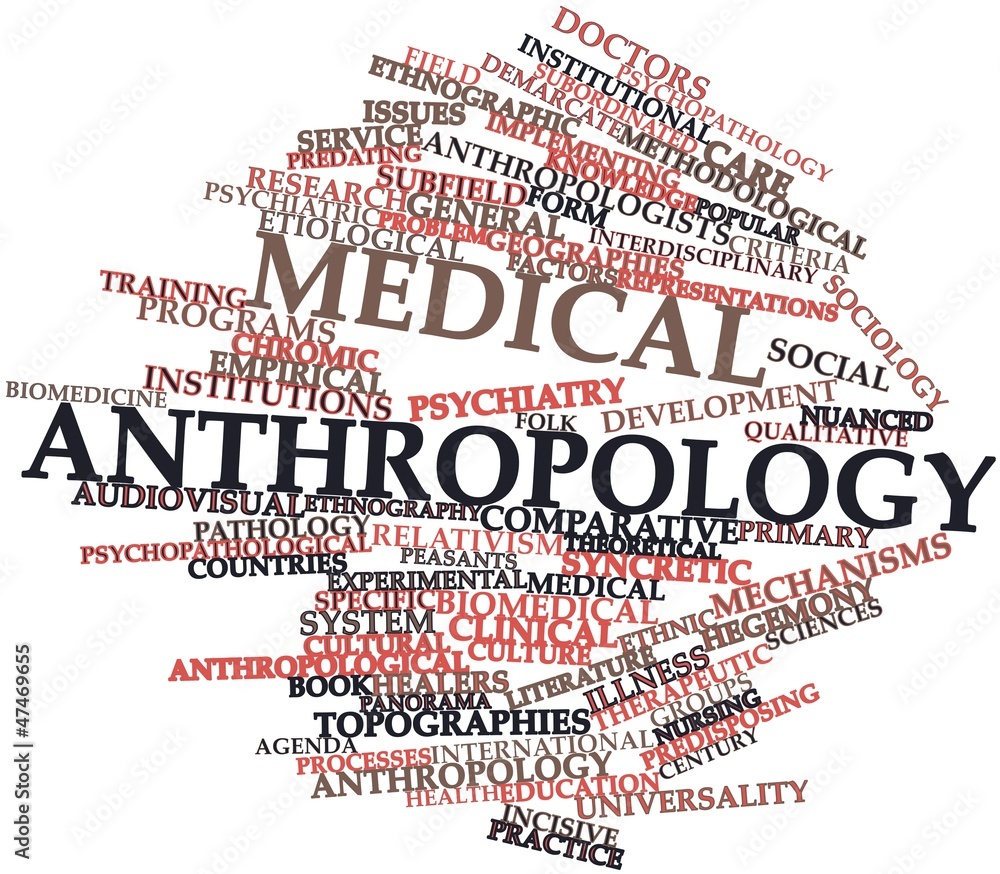 DOCTORS
INSTITUTIONAL
PSYCHOPATHOLOGY
SUBORDINATED
DEMARCATE
FIELD
ETHNOGRAPHIC
ISSUES
SERVICE
PREDATING
IMPLEMENTING
METHODOLOGICAL
CARE
KNOWLEDGE
ANTHROPOLOGISTS
POPULAR
RESEARCH
SUBFIELD
FORM
PSYCHIATRIC
GENERAL
CRITERIA
ETIOLOGICAL
PROBLEM
GEOGRAPHIES
INTERDISCIPLINARY
FACTORS
REPRESENTATIONS
SOCIOLOGY
MEDICAL
TRAINING
PROGRAMS
CHROMIC
EMPIRICAL
INSTITUTIONS
SOCIAL
BIOMEDICINE
PSYCHIATRY
FOLK
DEVELOPMENT
NUANCED
QUALITATIVE
ANTHROPOLOGY
AUDIOVISUAL
ETHNOGRAPHY
COMPARATIVE
PRIMARY
PATHOLOGY
RELATIVISM
THEORETICAL
PSYCHOPATHOLOGICAL
PEASANTS
SYNCRETIC
MECHANISMS
COUNTRIES
EXPERIMENTAL
MEDICAL
SPECIFIC
BIOMEDICAL
SYSTEM
CLINICAL
ETHNIC
HEGEMONY
SCIENCES
CULTURAL
CULTURE
ANTHROPOLOGICAL
LITERATURE
ILLNESS
THERAPEUTIC
BOOK
HEALERS
PANORAMA
GROUPS
NURSING
PREDISPOSING
TOPOGRAPHIES
AGENDA
PROCESSES
INTERNATIONAL
CENTURY
ANTHROPOLOGY
HEALTH
EDUCATION
UNIVERSALITY
INCISIVE
PRACTICE
Adobe Stock | #47469655